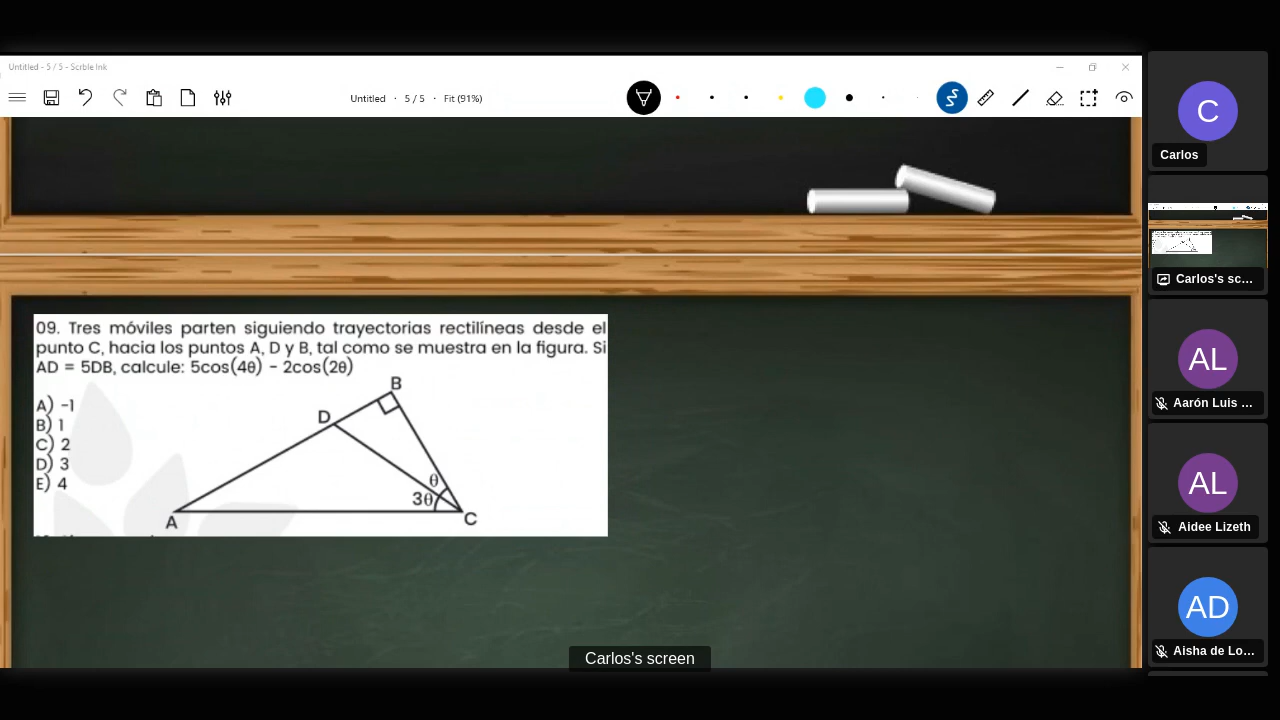 Untitled - 5 / 5 - Scrble Ink
Untitled · 5 / 5 · Fit (91%)
09. Tres móviles parten siguiendo trayectorias rectilíneas desde el
punto C, hacia los puntos A, D y B, tal como se muestra en la figura. Si
AD = 5DB, calcule: 5cos(4θ) - 2cos(2θ)
A) -1
B) 1
C) 2
D) 3
E) 4
B
D
θ
3θ
A
C
Carlos's screen
C
Carlos
Carlos's sc...
AL
Aarón Luis ...
AL
Aidee Lizeth
AD
Aisha de Lo...